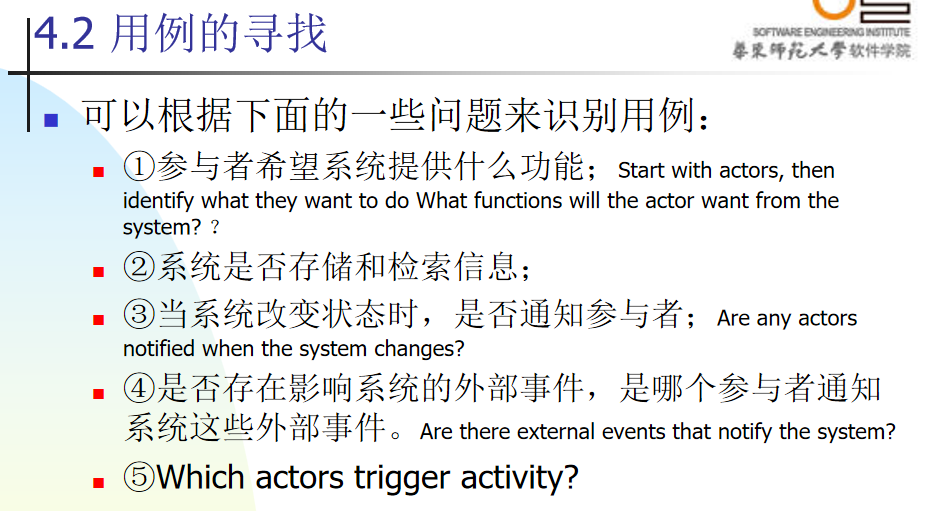 4.2 用例的寻找
SOFTWARE ENGINEERING INSTITUTE
華東师范大学软件学院
可以根据下面的一些问题来识别用例：
①参与者希望系统提供什么功能；Start with actors, then
identify what they want to do What functions will the actor want from the
system? ？
②系统是否存储和检索信息；
③当系统改变状态时，是否通知参与者；Are any actors
notified when the system changes?
④是否存在影响系统的外部事件，是哪个参与者通知
系统这些外部事件。Are there external events that notify the system?
⑤Which actors trigger activity?